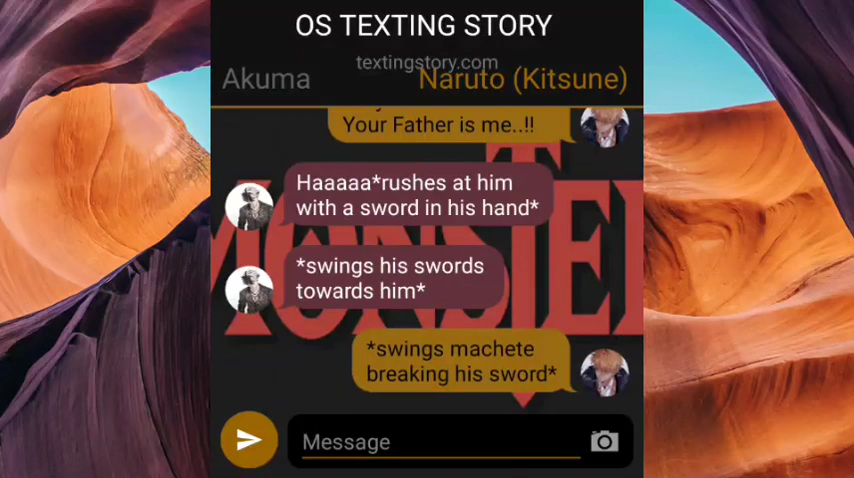 OS TEXTING STORY
textingstory.com
Akuma
Naruto (Kitsune)
Your Father is me..!!
Haaaaa*rushes at him
with a sword in his hand*
*swings his swords
towards him*
*swings machete
breaking his sword*
MONSTER
Message